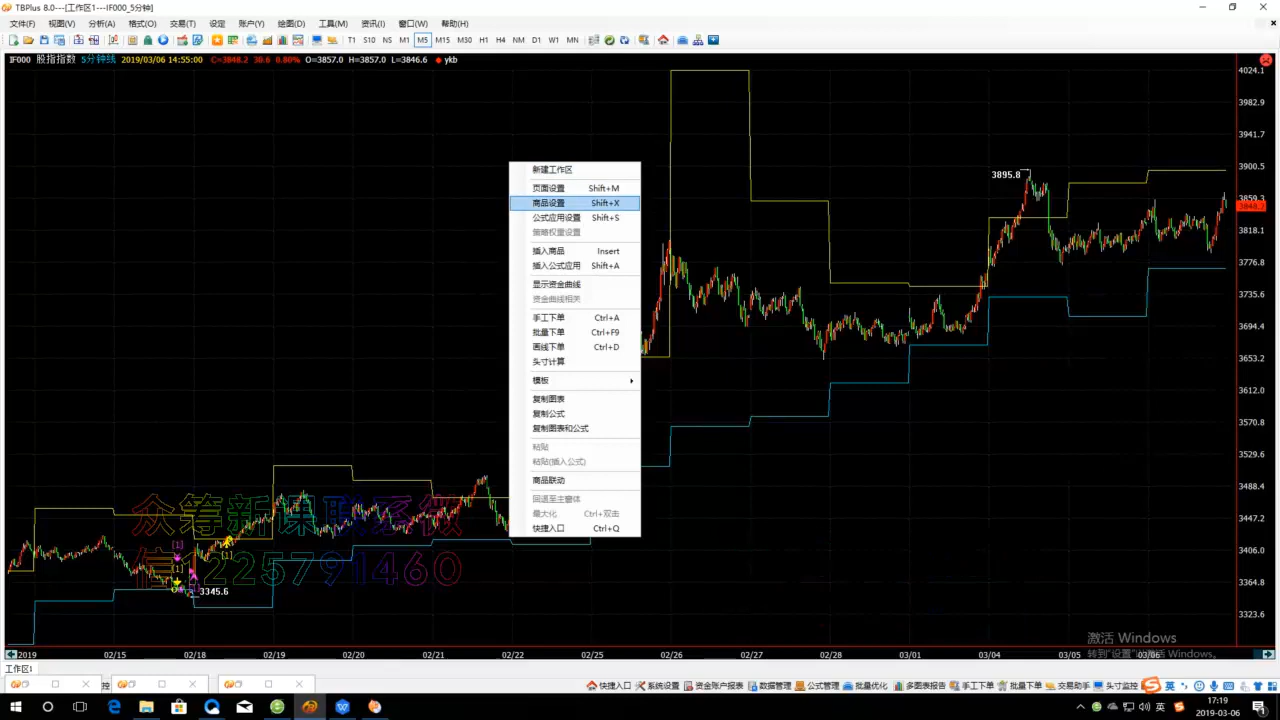 TBPlus 8.0---[工作区1---IF000_5分钟]
文件(F) 视图(V) 分析(A) 格式(O) 交易(T) 设定 账户(Y) 绘图(D) 工具(M) 资讯(I) 窗口(W) 帮助(H)
T1 S10 NS M1 M5 M15 M30 H1 H4 NM D1 W1 MN
IF000 股指指数 5分钟线 2019/03/06 14:55:00 C=3848.2 30.6 0.80% O=3857.0 H=3857.0 L=3846.6 ykb
4024.1
3982.9
3941.7
3900.5
3895.8
3859.3
3848.2
3818.1
3776.8
3735.6
3694.4
3653.2
3612.0
3570.8
3529.6
3488.4
3447.2
3406.0
3364.8
3323.6
新建工作区
页面设置 Shift+M
商品设置 Shift+X
公式应用设置 Shift+S
策略权重设置
插入商品 Insert
插入公式应用 Shift+A
显示资金曲线
资金曲线相关
手工下单 Ctrl+A
批量下单 Ctrl+F9
画线下单 Ctrl+D
头寸计算
模板
复制图表
复制公式
复制图表和公式
粘贴
粘贴(插入公式)
商品联动
回退至主窗体
最大化 Ctrl+双击
快捷入口 Ctrl+Q
众筹新课联系微
信1225791460
[1]
[1]
[1]
3345.6
激活 Windows
转到"设置"以激活 Windows。
2019 02/15 02/18 02/19 02/20 02/21 02/22 02/25 02/26 02/27 02/28 03/01 03/04 03/05 03/06
工作区1
快捷入口 系统设置 资金账户报表 数据管理 公式管理 批量优化 多图表报告 手工下单 批量下单 交易助手 头寸监控 英
英 17:19
2019-03-06